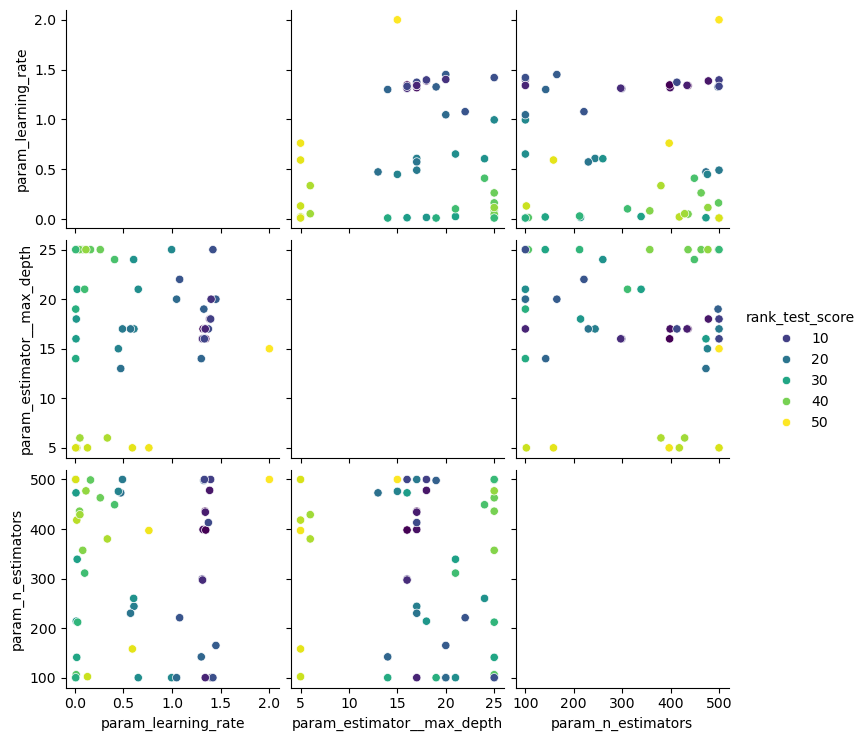 param_learning_rate
2.0
1.5
1.0
0.5
0.0
param_estimator__max_depth
25
20
15
10
5
rank_test_score
10
20
30
40
50
param_n_estimators
500
400
300
200
100
0.0 0.5 1.0 1.5 2.0
5 10 15 20 25
100 200 300 400 500
param_learning_rate
param_estimator__max_depth
param_n_estimators